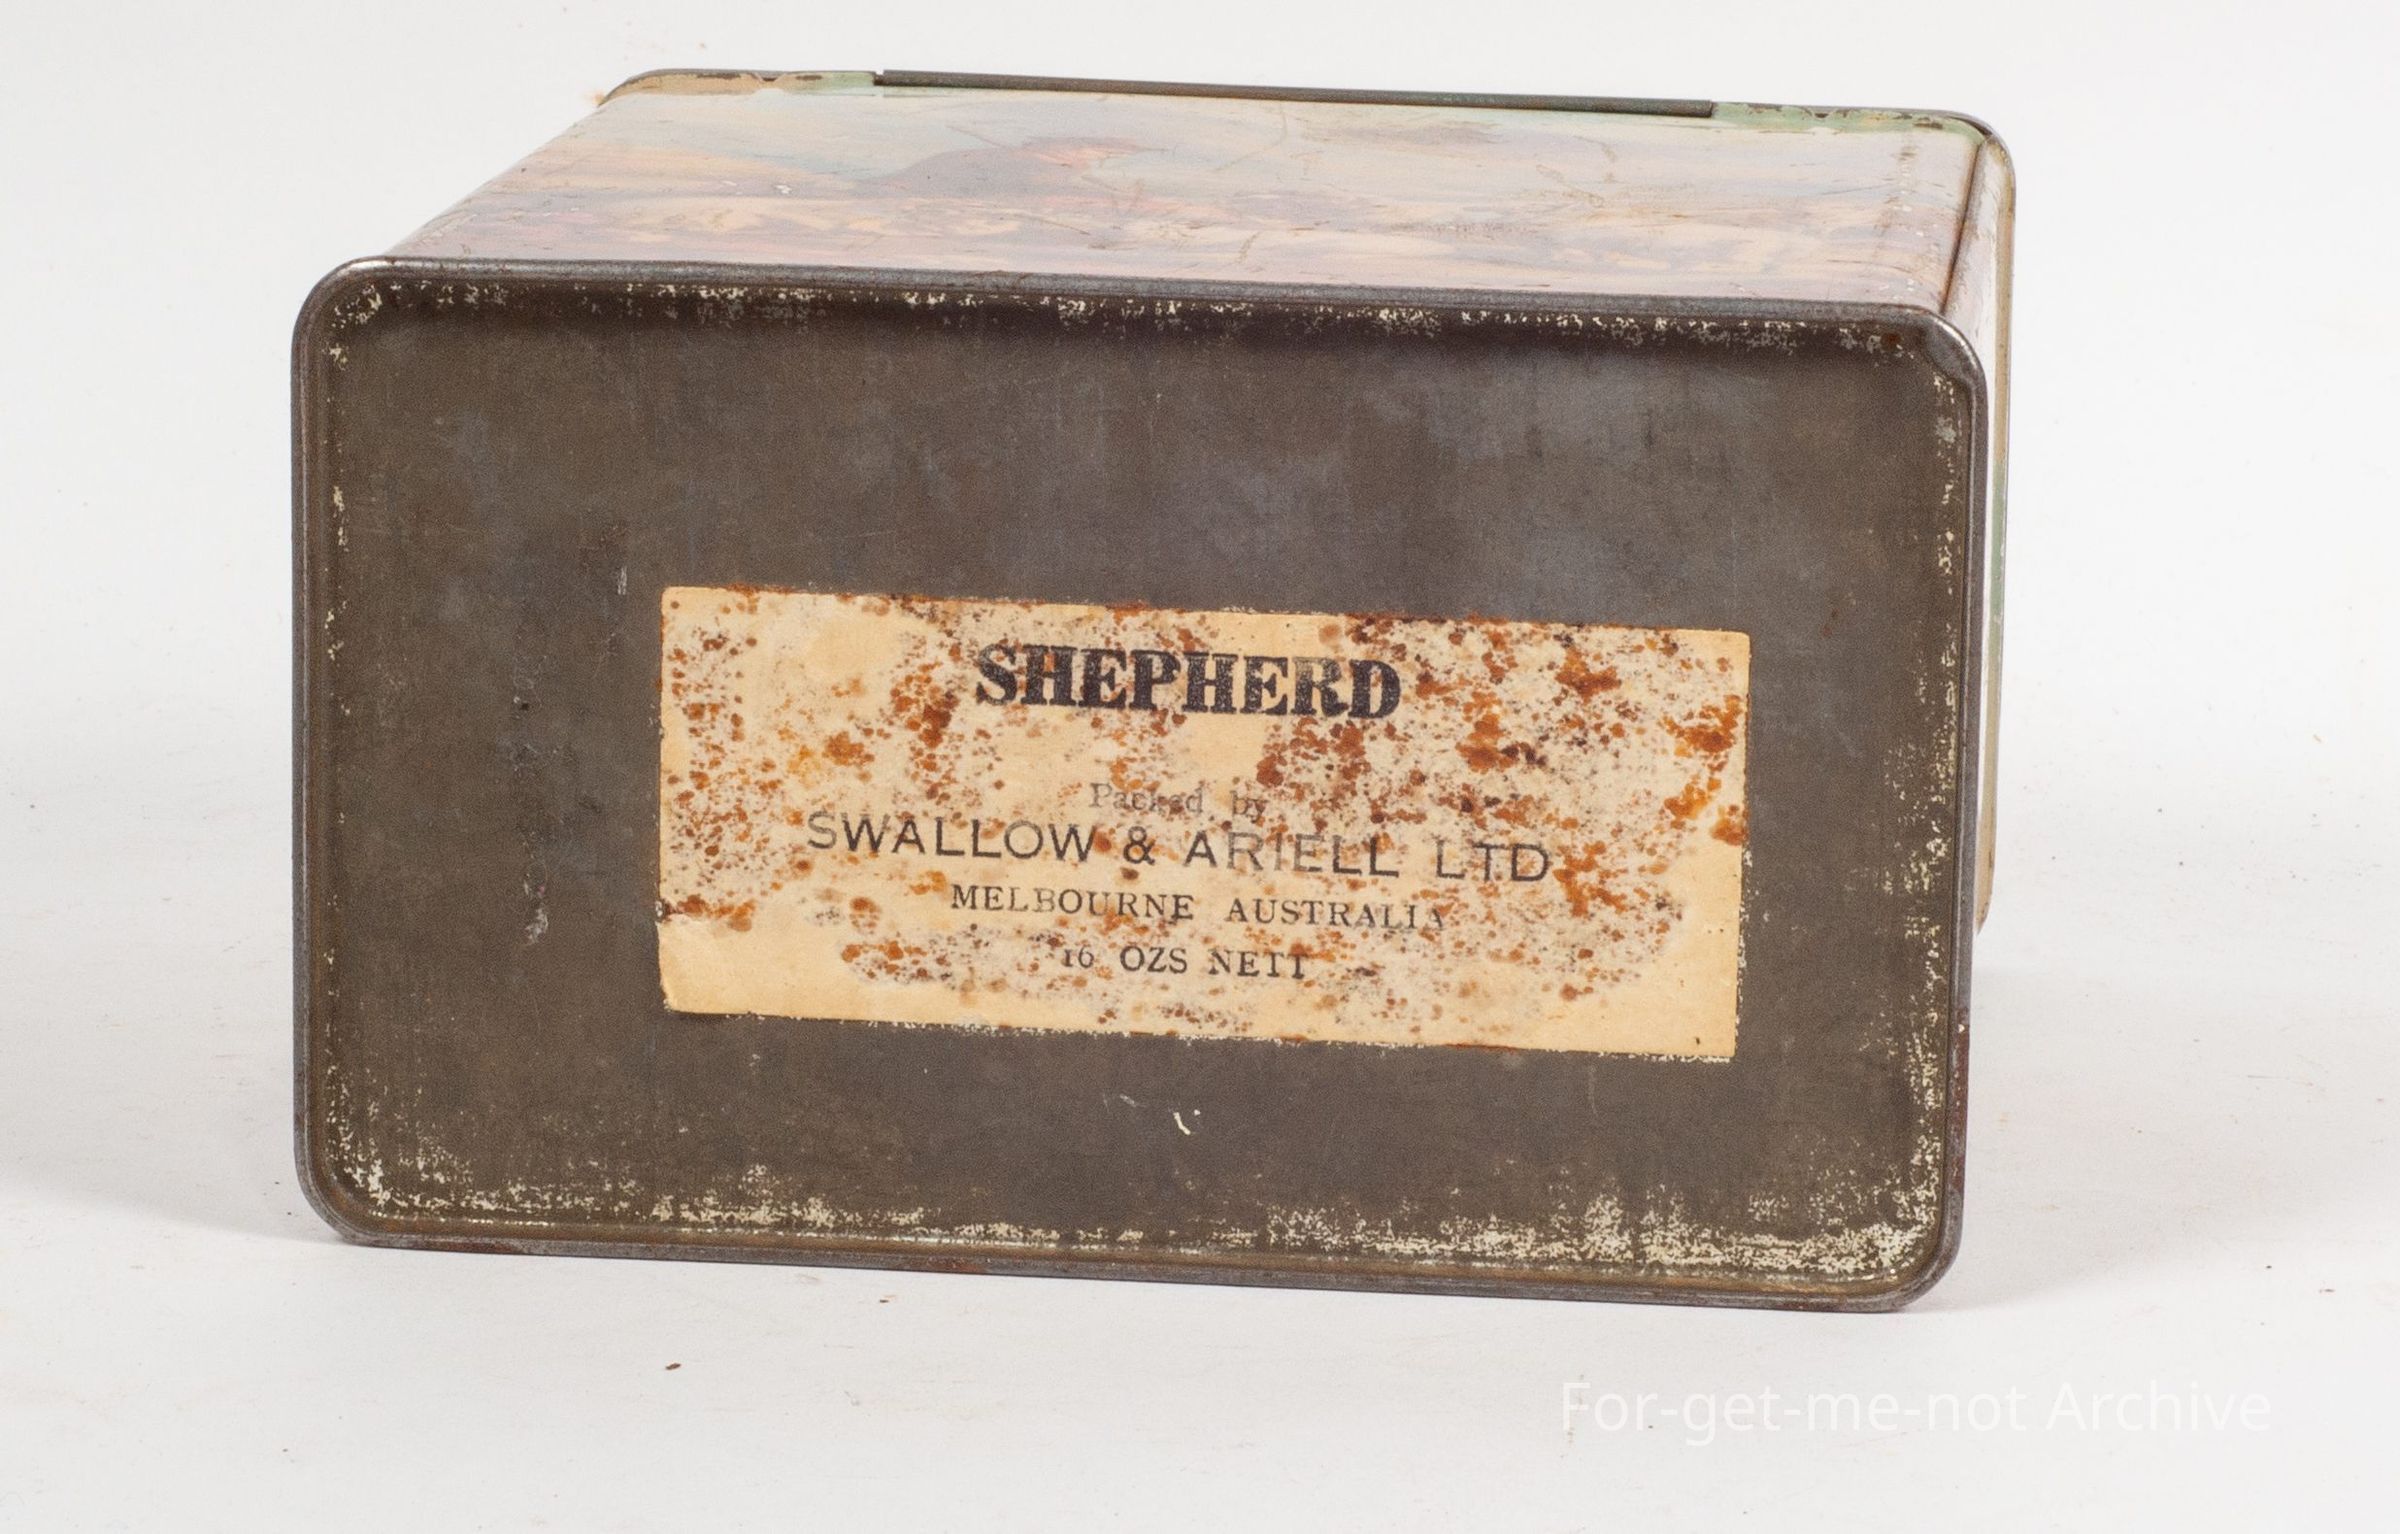 SHEPHERD
Packed by
SWALLOW & ARIELL LTD
MELBOURNE AUSTRALIA
16 OZS NETT
For-get-me-not Archive